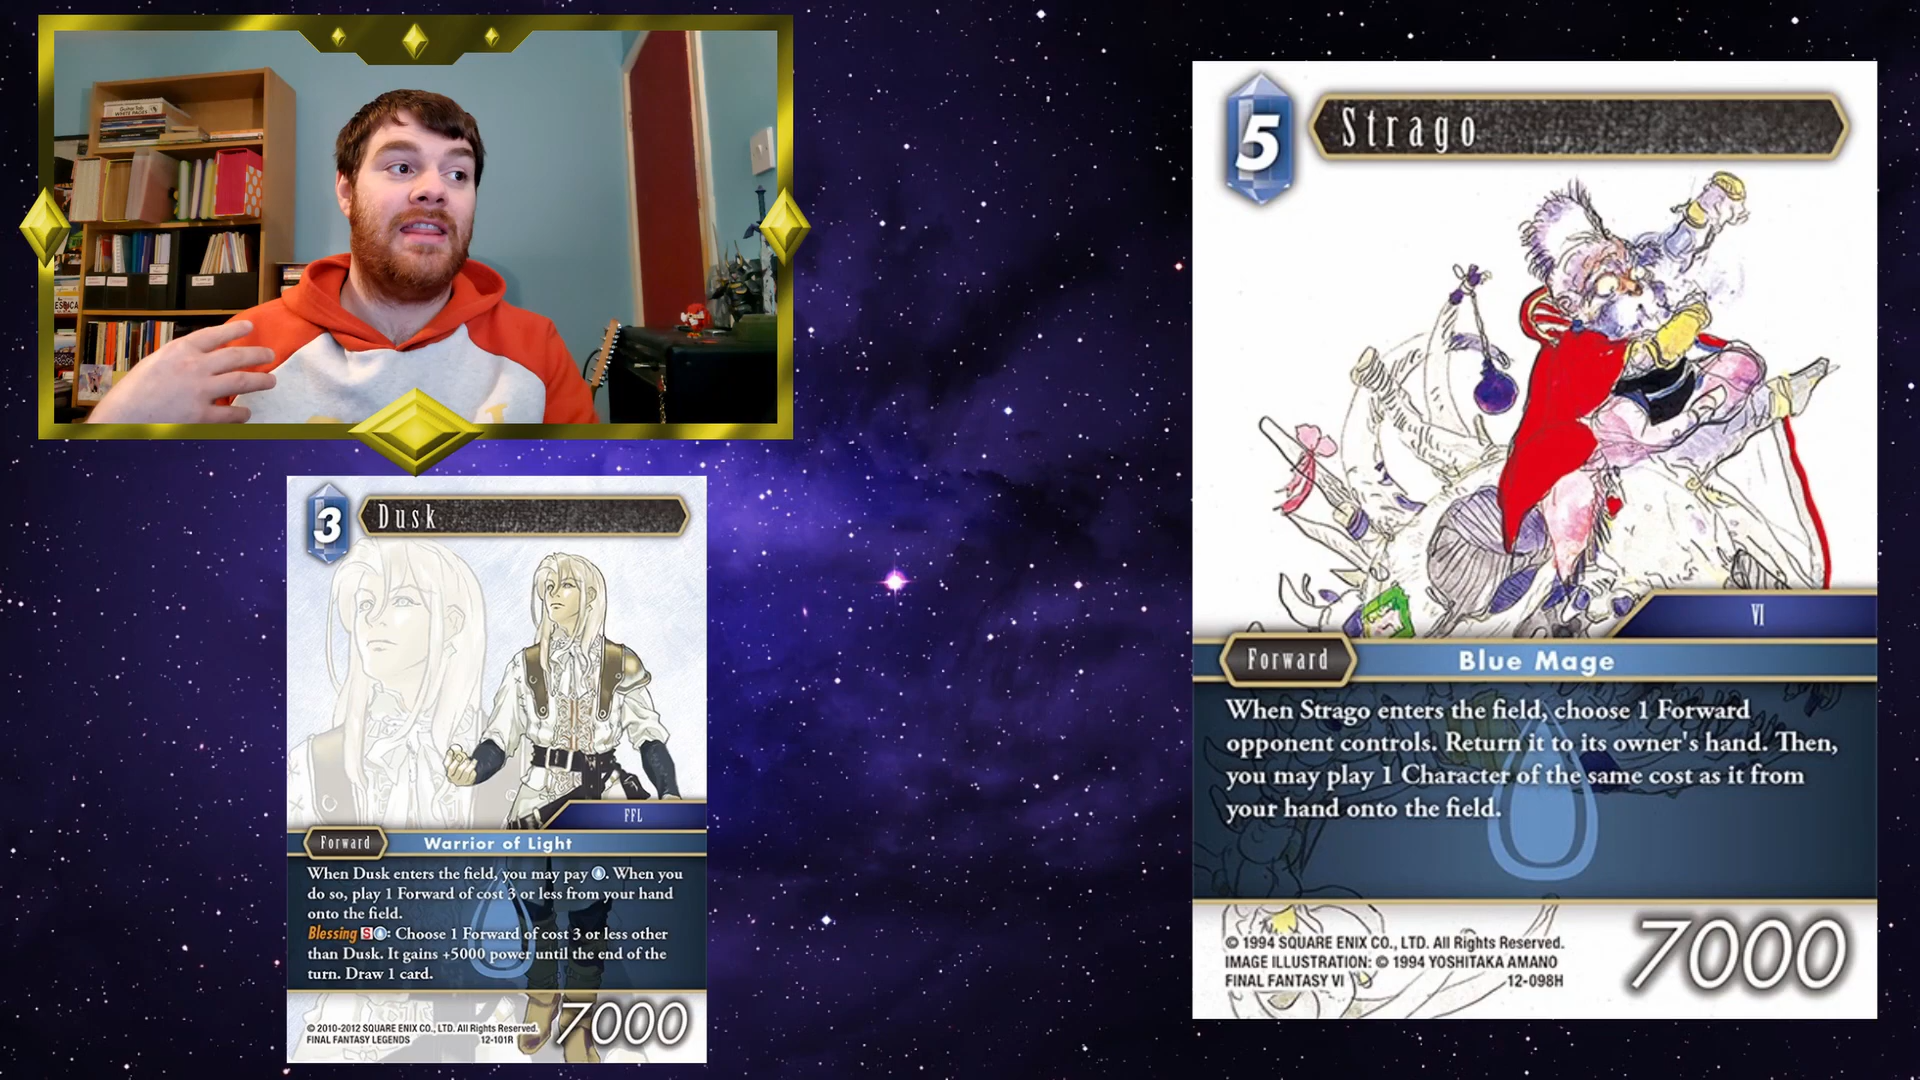 5
Strago
VI
Forward
Blue Mage
When Strago enters the field, choose 1 Forward
opponent controls. Return it to its owner's hand. Then,
you may play 1 Character of the same cost as it from
your hand onto the field.
© 1994 SQUARE ENIX CO., LTD. All Rights Reserved.
IMAGE ILLUSTRATION: © 1994 YOSHITAKA AMANO
FINAL FANTASY VI
12-098H
7000
3
Dusk
FFL
Forward
Warrior of Light
When Dusk enters the field, you may pay . When you
do so, play 1 Forward of cost 3 or less from your hand
onto the field.
Blessing S : Choose 1 Forward of cost 3 or less other
than Dusk. It gains +5000 power until the end of the
turn. Draw 1 card.
© 2010-2012 SQUARE ENIX CO., LTD. All Rights Reserved.
FINAL FANTASY LEGENDS
12-101R
7000
WHITE PAGES